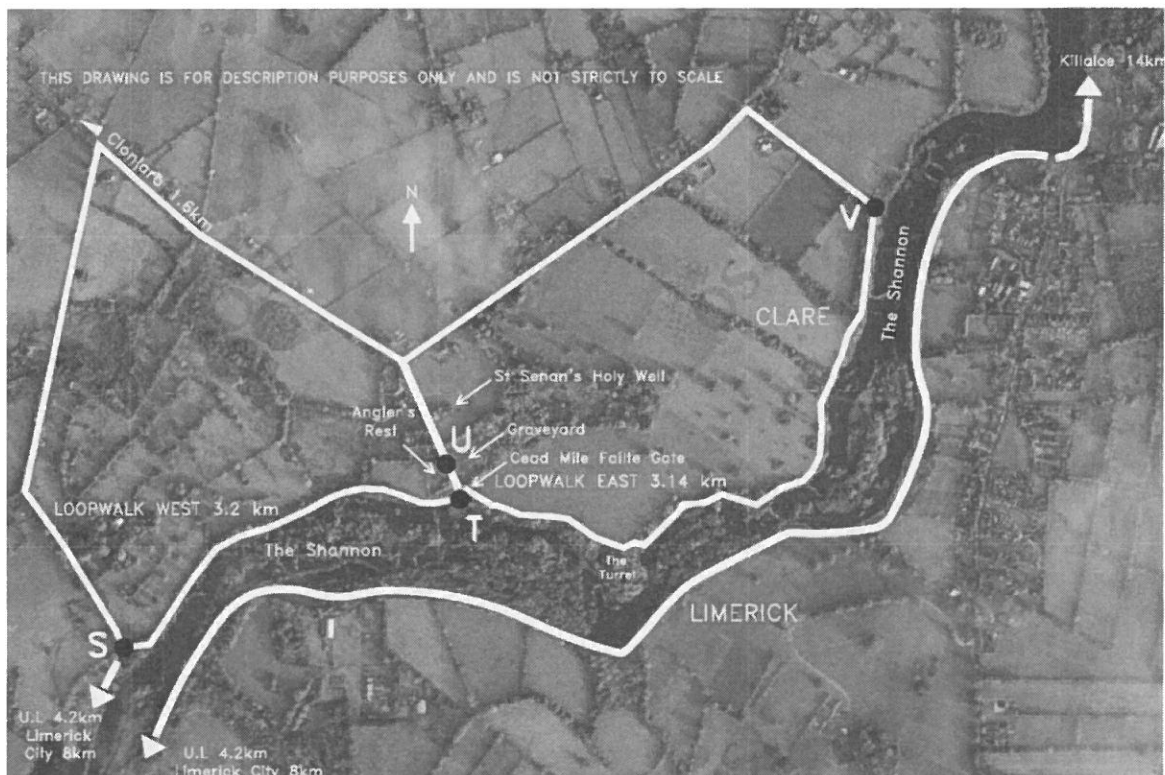 THIS DRAWING IS FOR DESCRIPTION PURPOSES ONLY AND IS NOT STRICTLY TO SCALE
Killaloe 14km
Clonlara 1.6km
N
V
The Shannon
CLARE
St Senan's Holy Well
Angler's
Rest
U
Graveyard
Cead Mile Failte Gate
LOOPWALK EAST 3.14 km
LOOPWALK WEST 3.2 km
T
The Shannon
The
Turret
LIMERICK
S
U.L 4.2km
Limerick
City 8km
U.L 4.2km
Limerick City 8km